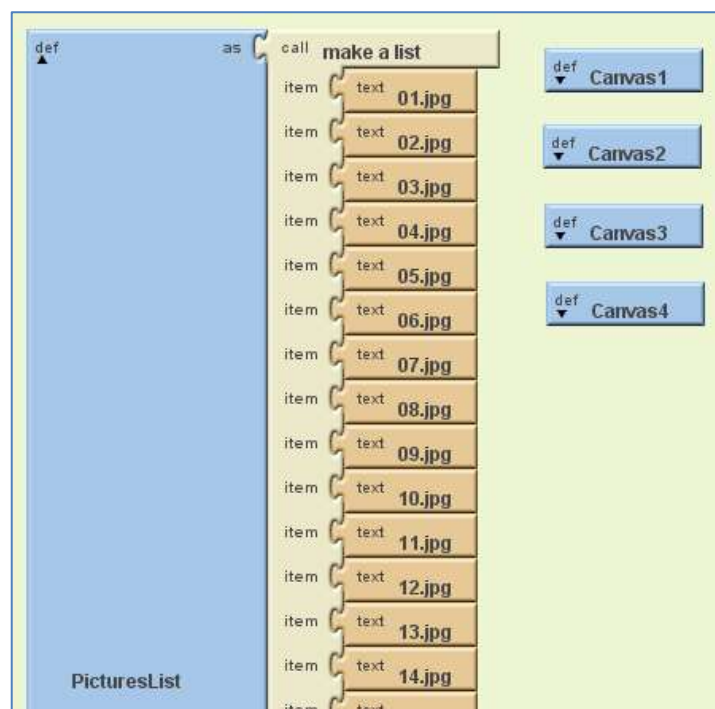 def as call make a list
item text 01.jpg
item text 02.jpg
item text 03.jpg
item text 04.jpg
item text 05.jpg
item text 06.jpg
item text 07.jpg
item text 08.jpg
item text 09.jpg
item text 10.jpg
item text 11.jpg
item text 12.jpg
item text 13.jpg
item text 14.jpg
PicturesList
item text
def Canvas1
def Canvas2
def Canvas3
def Canvas4